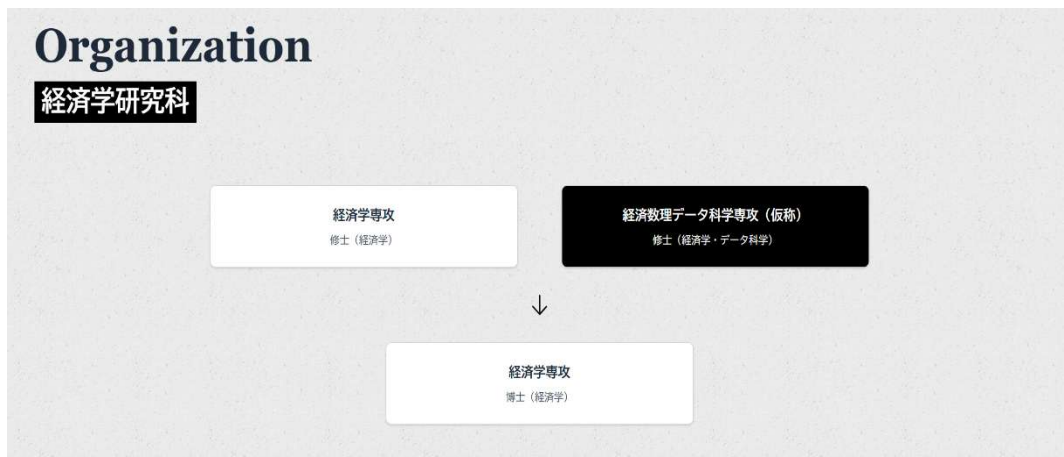 Organization
経済学研究科
経済学専攻
修士（経済学）
経済数理データ科学専攻（仮称）
修士（経済学・データ科学）
↓
経済学専攻
博士（経済学）